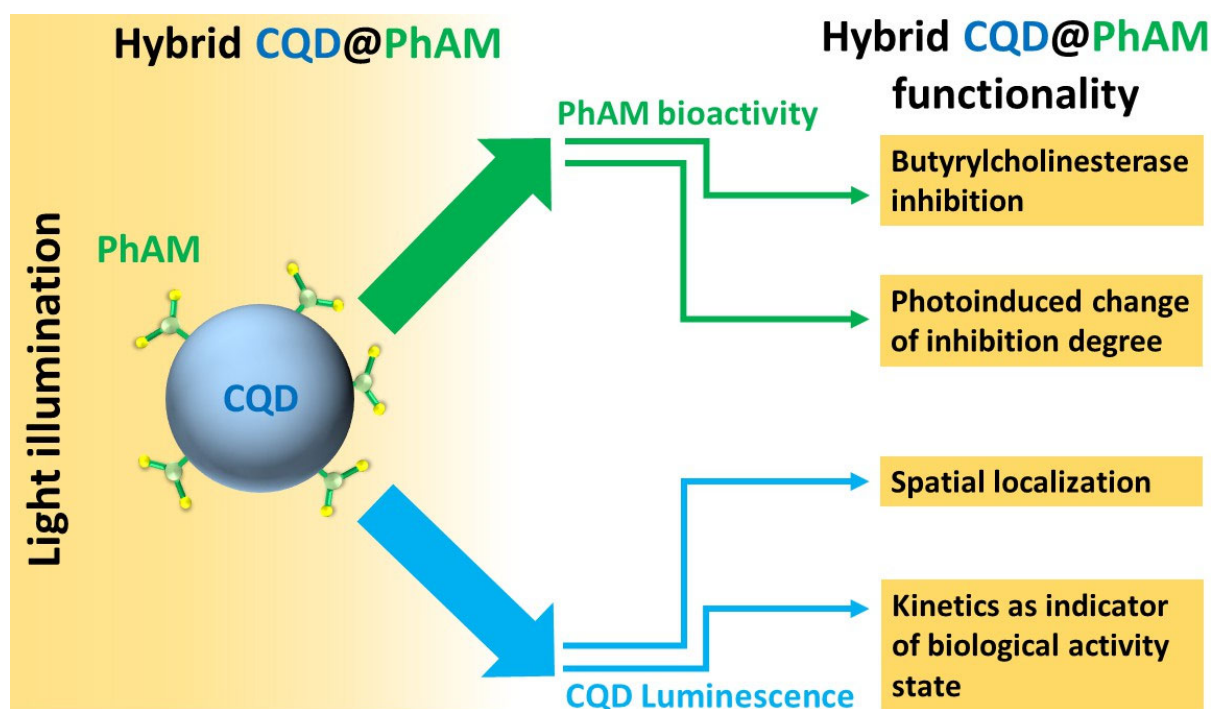 Hybrid CQD@PhAM
Hybrid CQD@PhAM
functionality
Light illumination
PhAM
CQD
PhAM bioactivity
Butyrylcholinesterase
inhibition
Photoinduced change
of inhibition degree
Spatial localization
Kinetics as indicator
of biological activity
state
CQD Luminescence